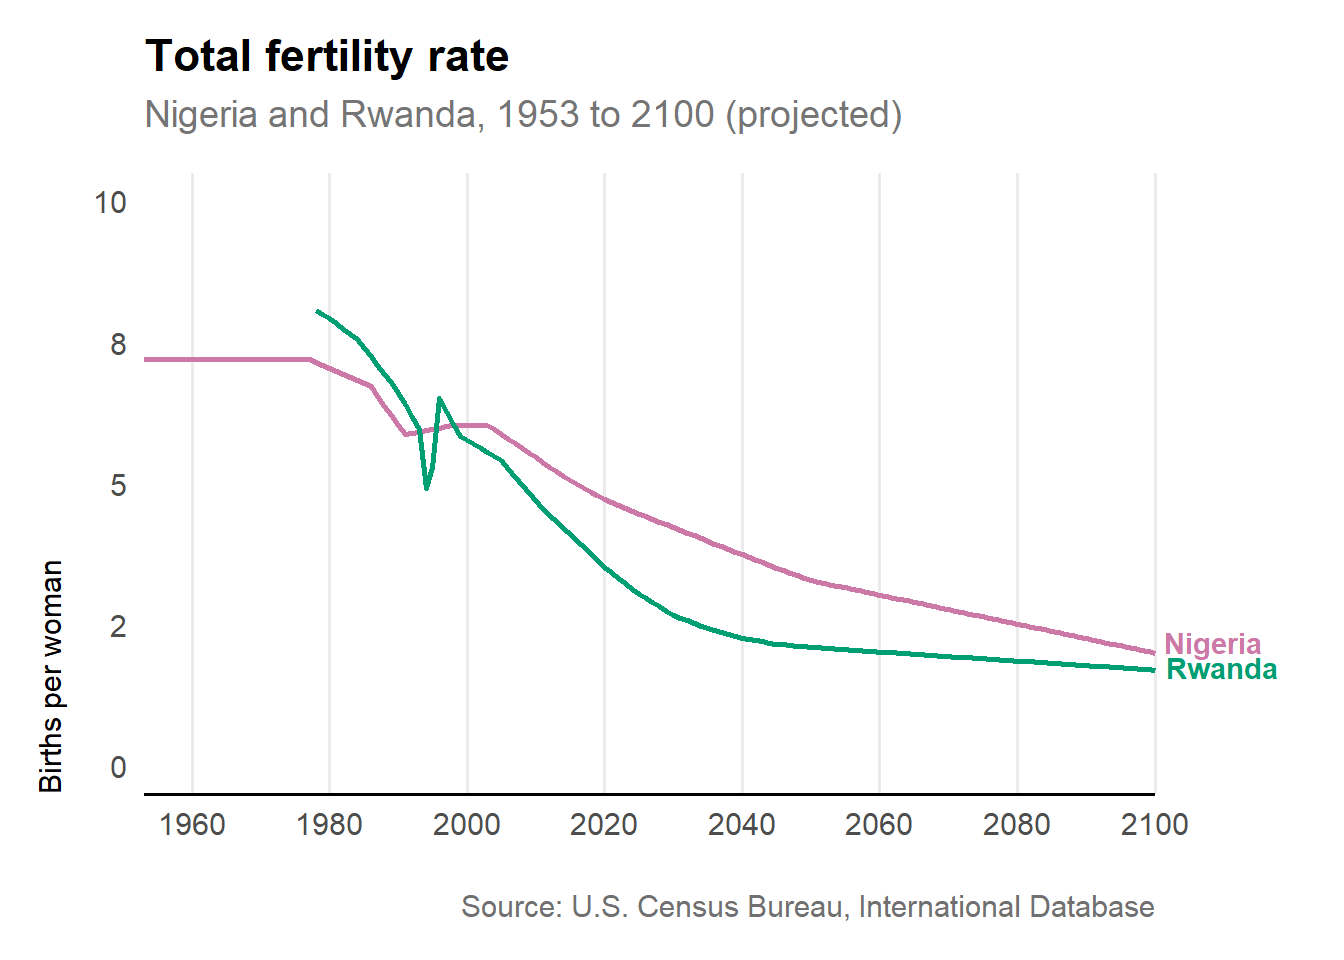 Total fertility rate
Nigeria and Rwanda, 1953 to 2100 (projected)
10
8
5
2
0
Births per woman
Nigeria
Rwanda
1960 1980 2000 2020 2040 2060 2080 2100
Source: U.S. Census Bureau, International Database